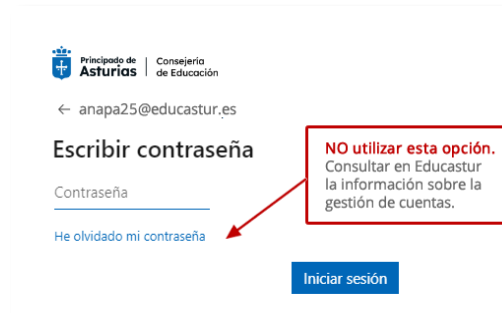 Principado de
Asturias
Consejería
de Educación
← anapa25@educastur.es
Escribir contraseña
NO utilizar esta opción.
Consultar en Educastur
la información sobre la
gestión de cuentas.
Contraseña
He olvidado mi contraseña
Iniciar sesión